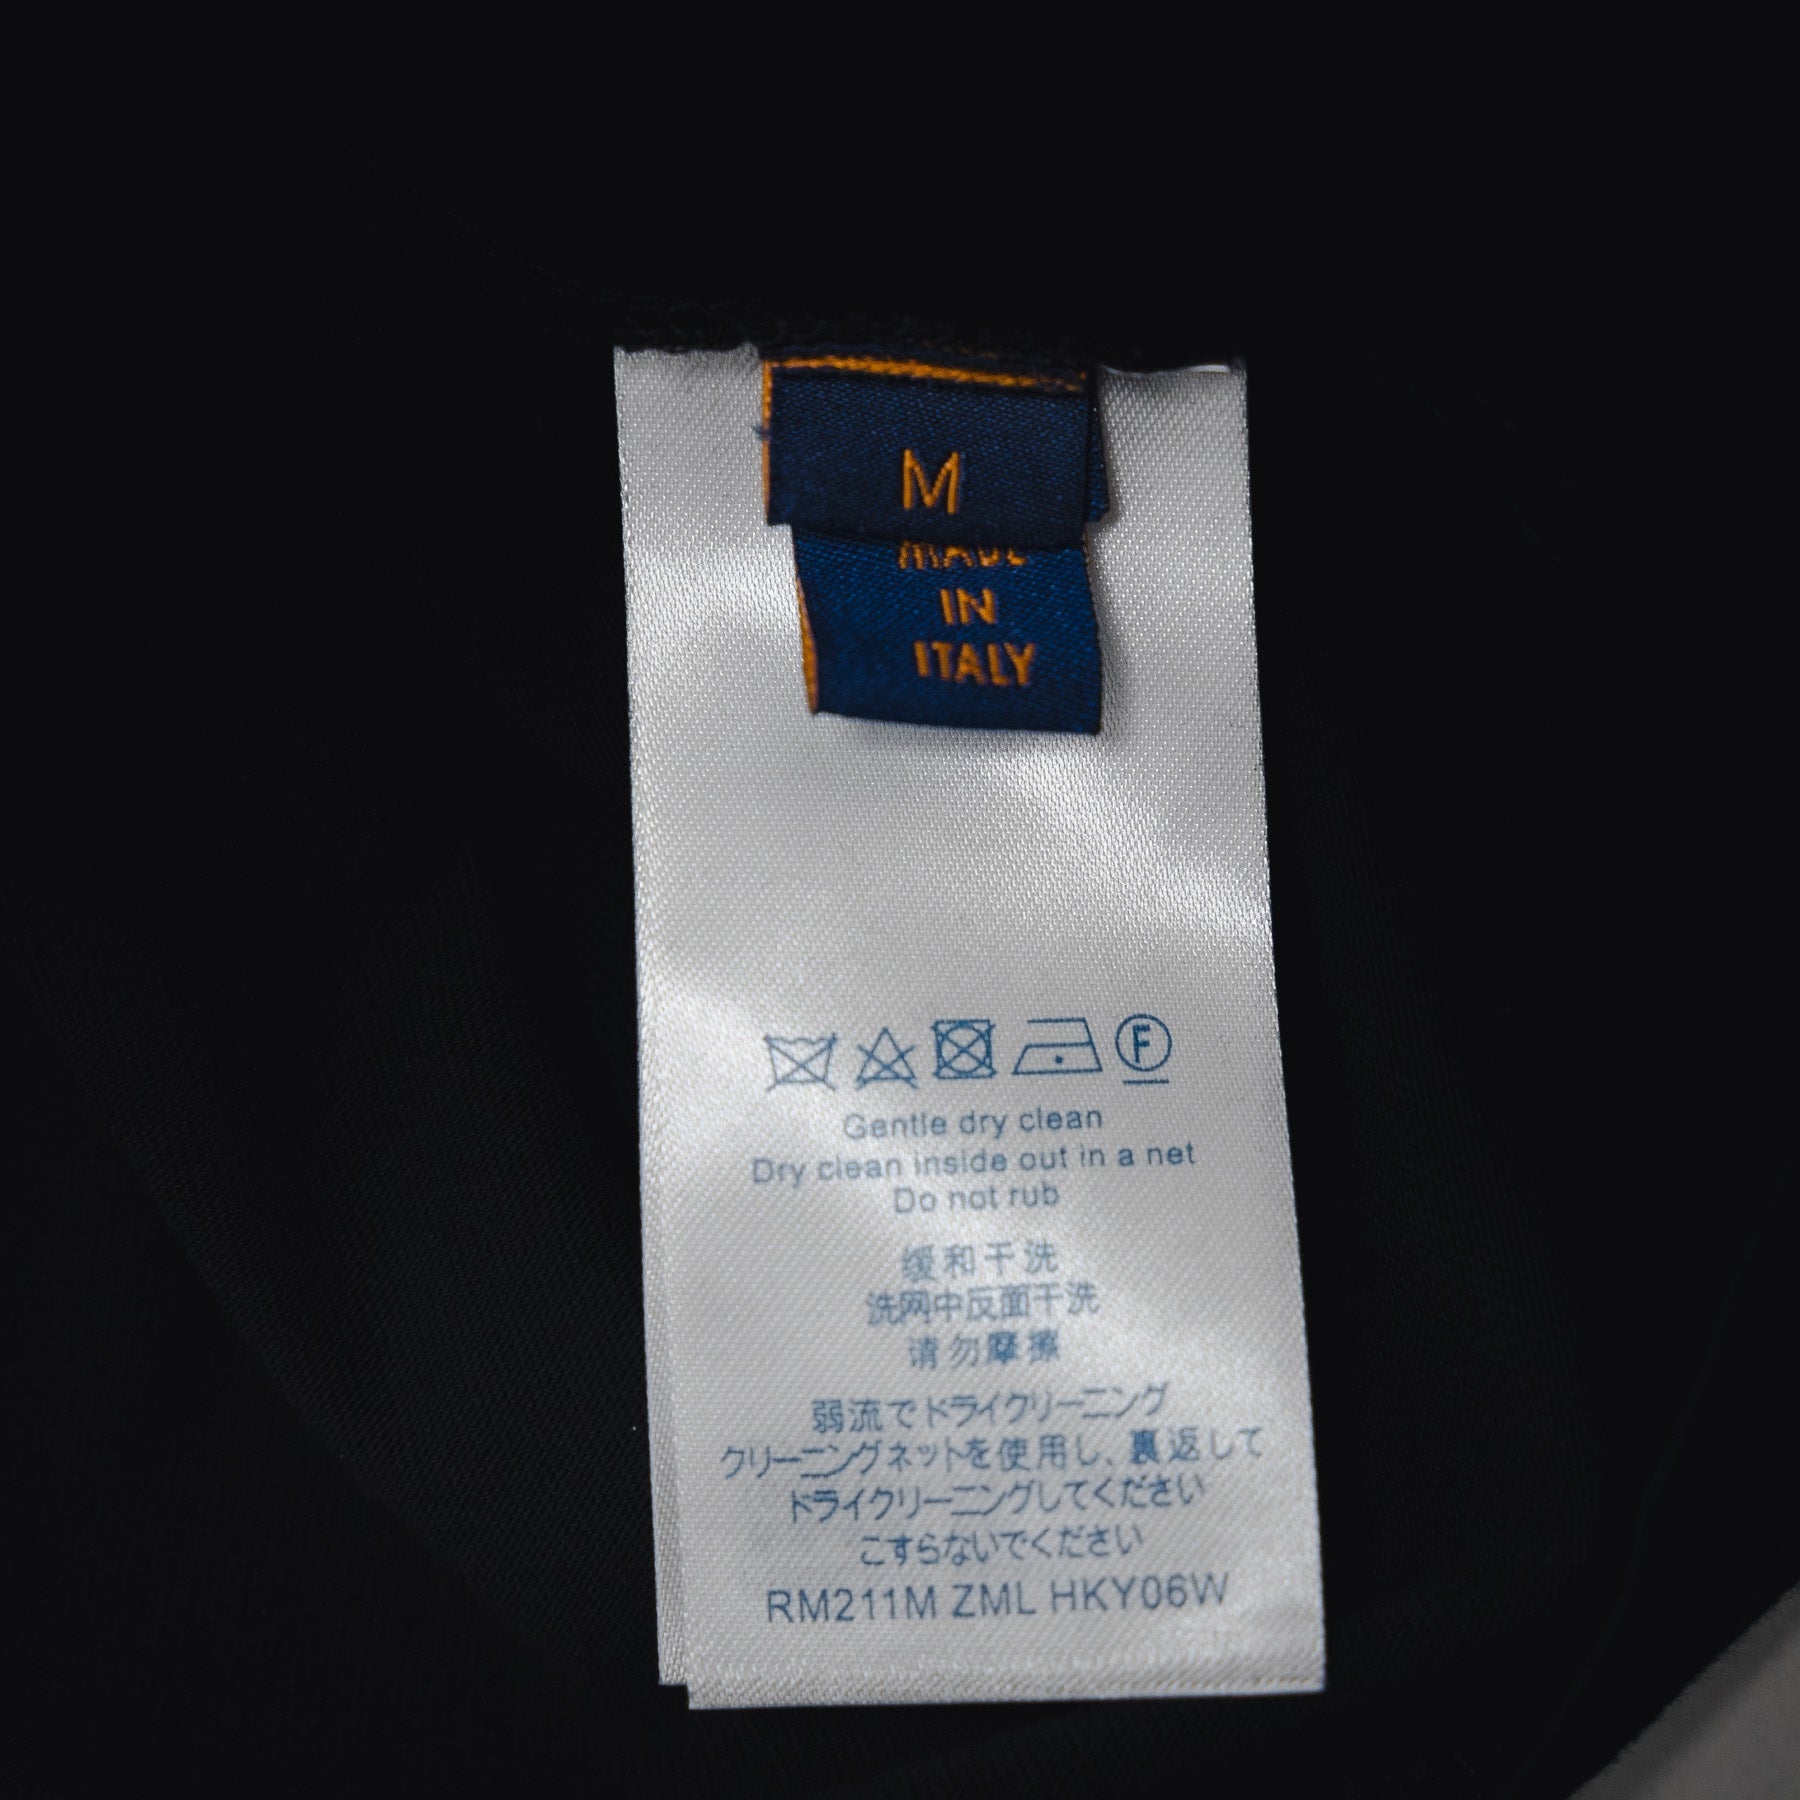 M
MADE
IN
ITALY
F
Gentle dry clean
Dry clean inside out in a net
Do not rub
缓和干洗
洗网中反面干洗
请勿摩擦
弱流でドライクリーニング
クリーニングネットを使用し、裏返して
ドライクリーニングしてください
こすらないでください
RM211M ZML HKY06W